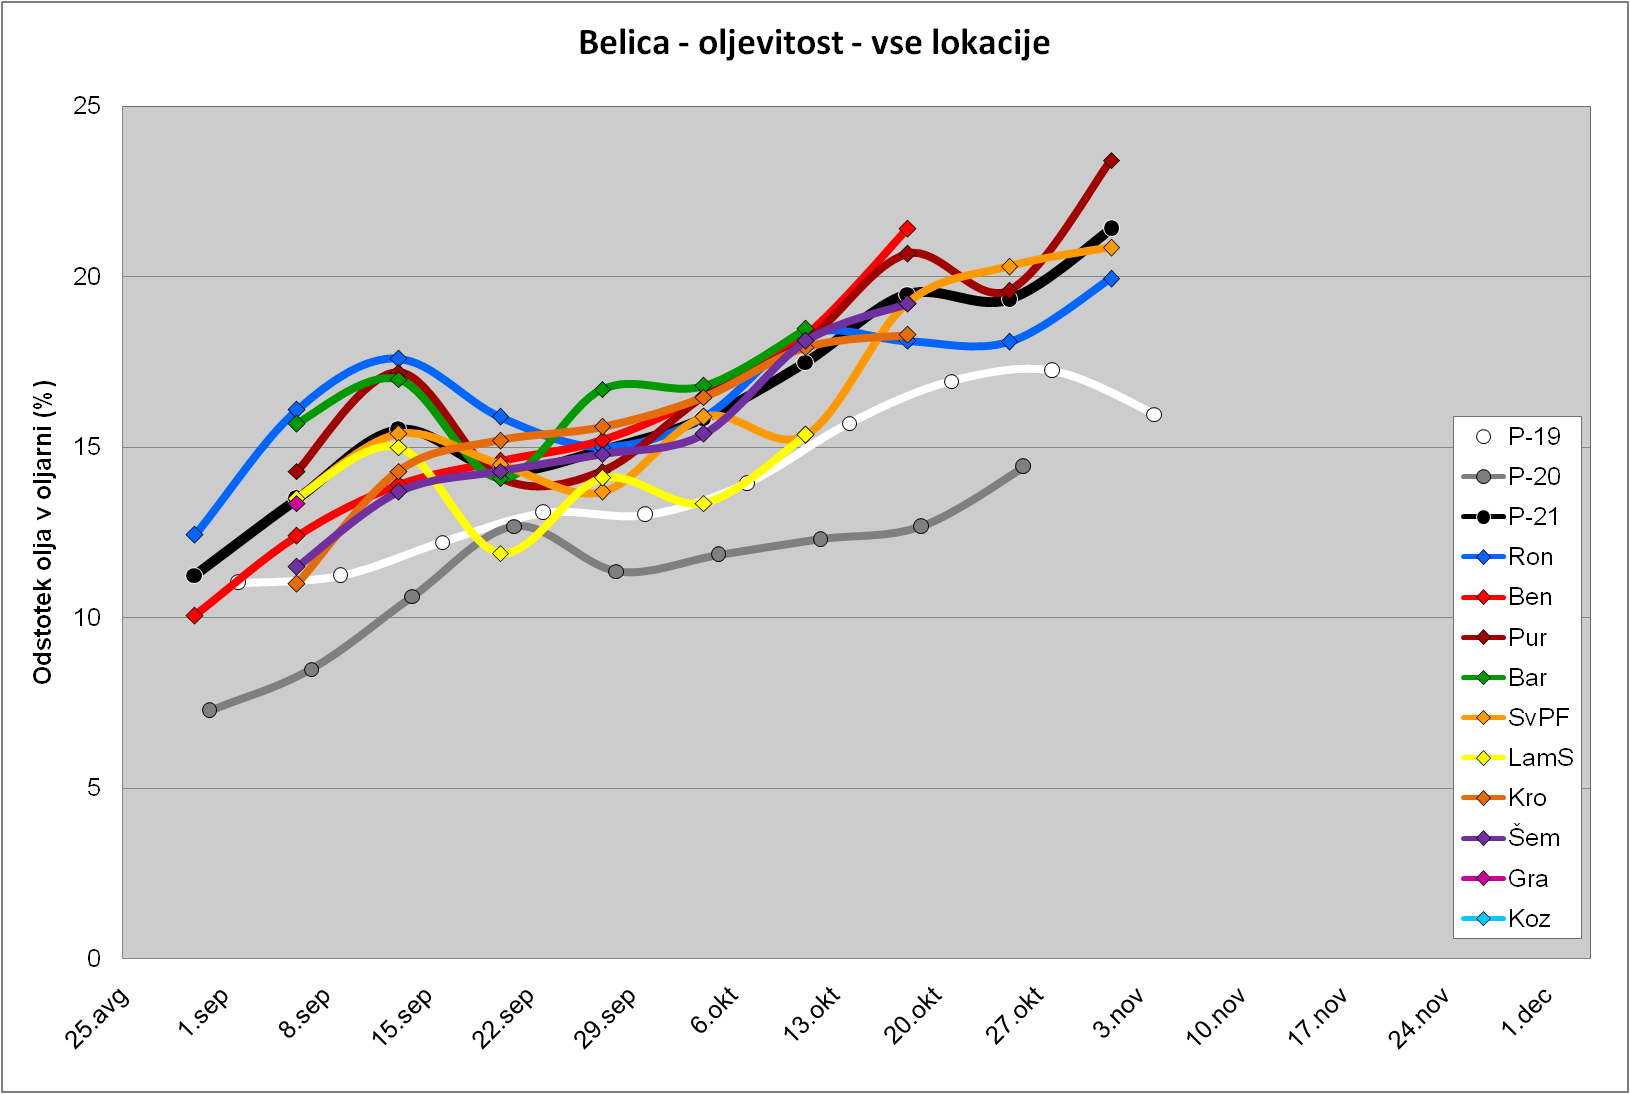 Belica - oljevitost - vse lokacije
Odstotek olja v oljarni (%)
25
20
15
10
5
0
25.avg
1.sep
8.sep
15.sep
22.sep
29.sep
6.okt
13.okt
20.okt
27.okt
3.nov
10.nov
17.nov
24.nov
1.dec
P-19
P-20
P-21
Ron
Ben
Pur
Bar
SvPF
LamS
Kro
Šem
Gra
Koz